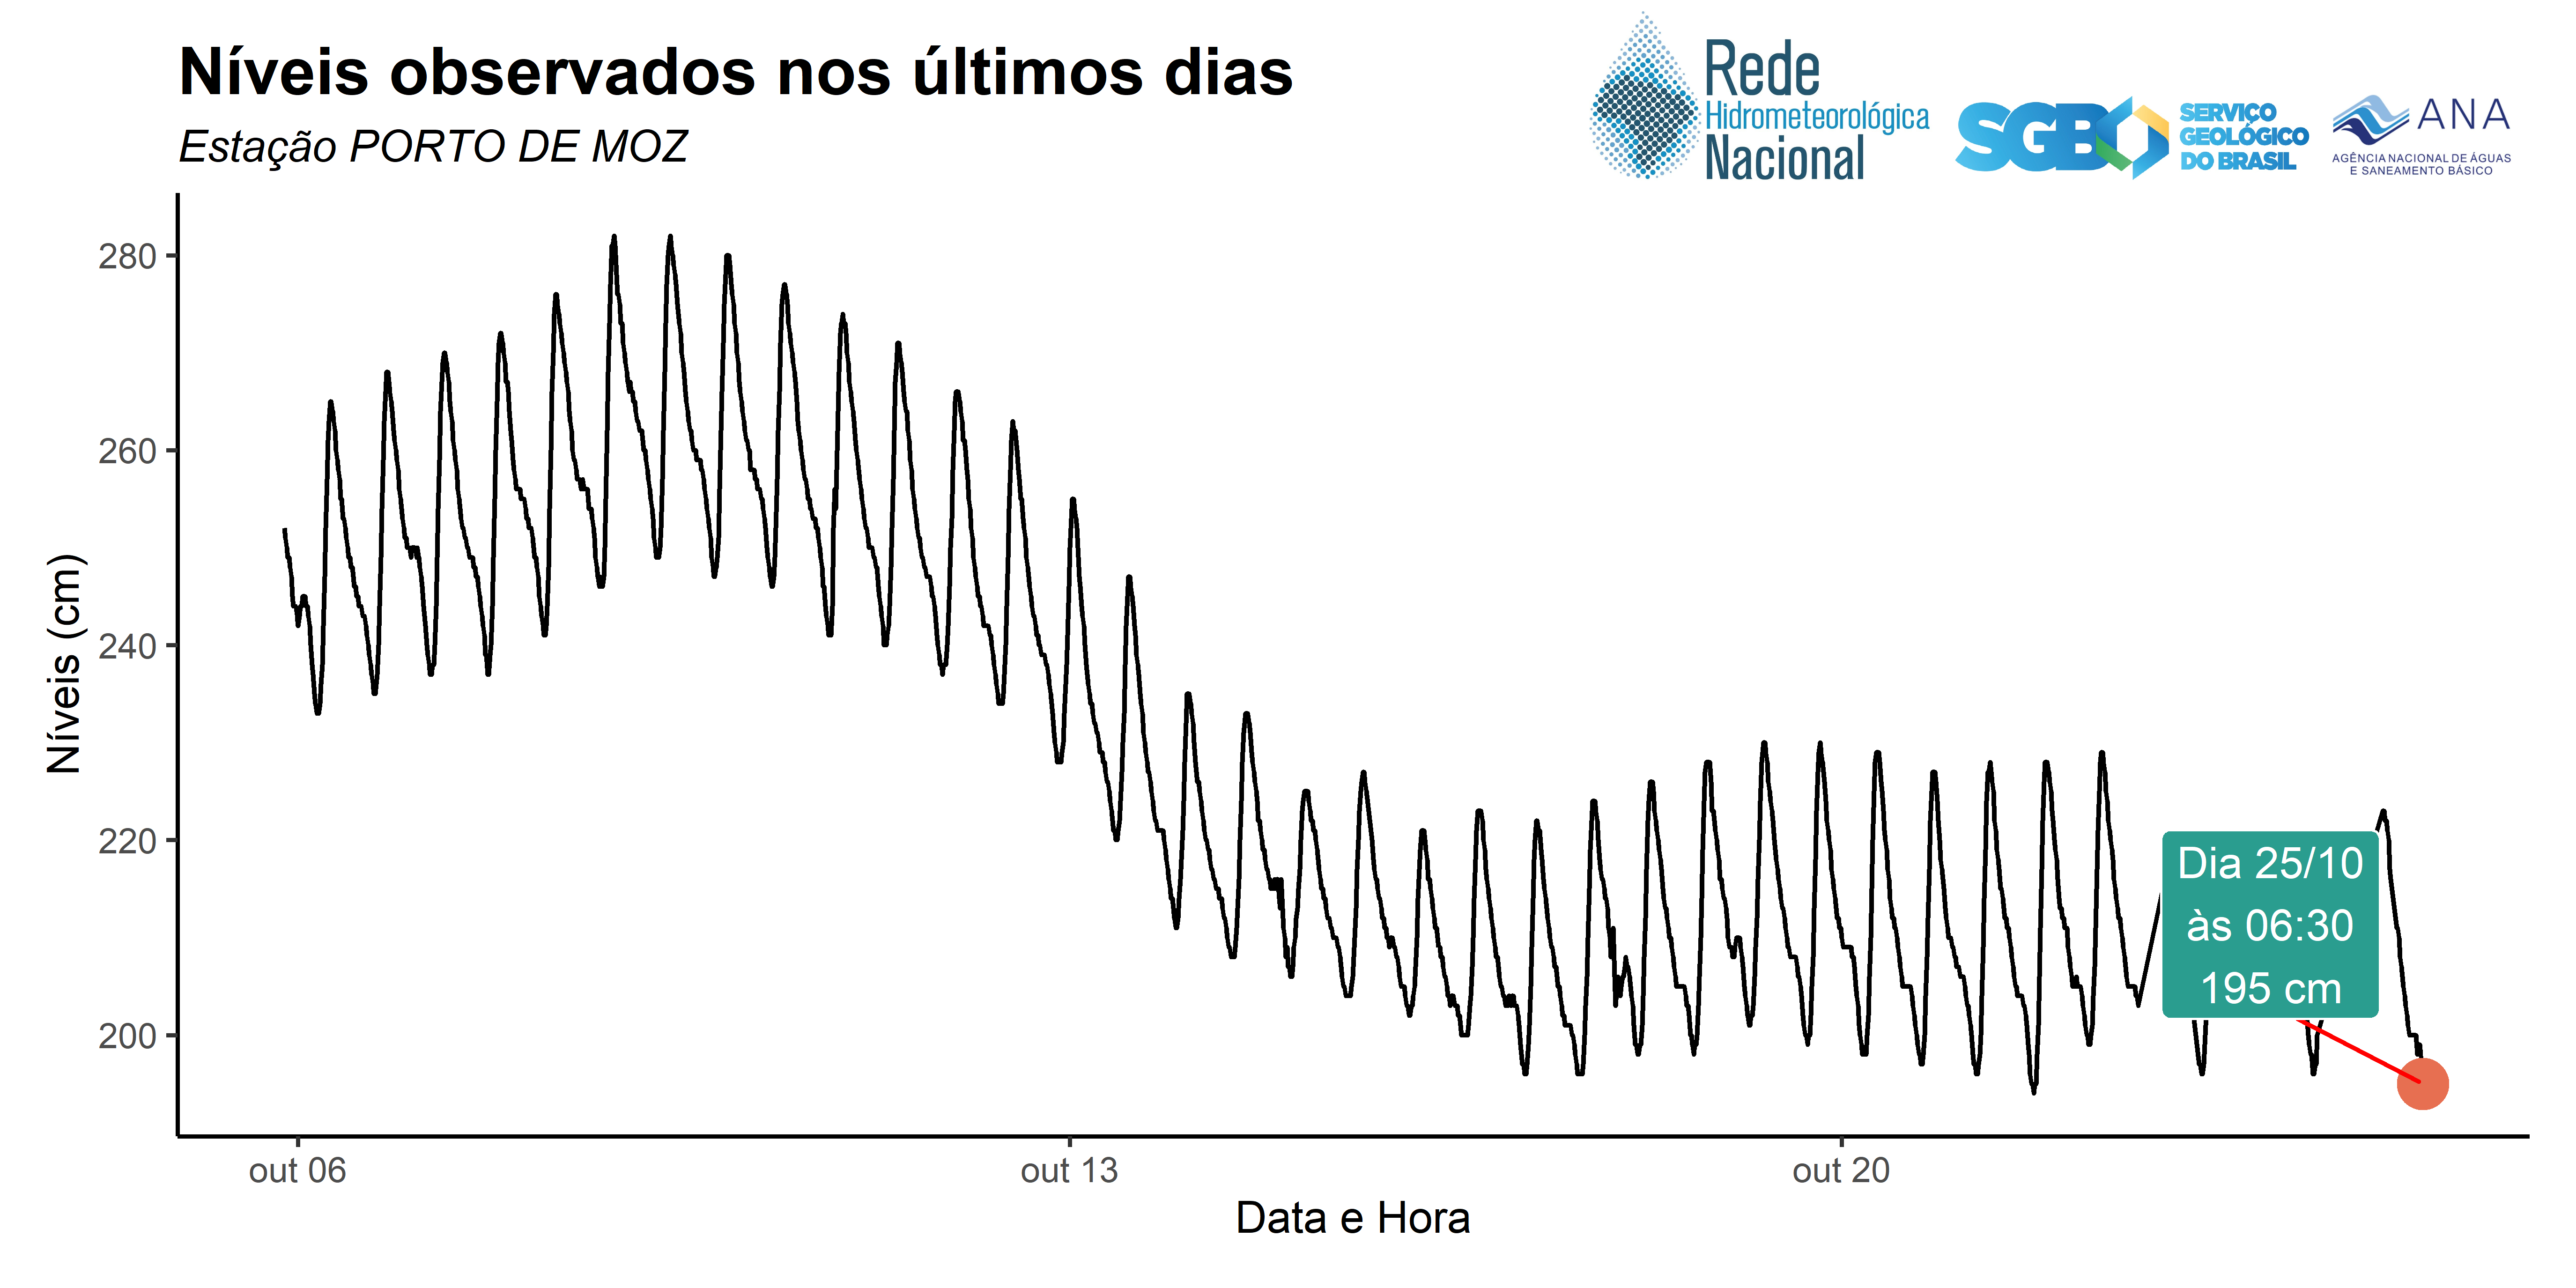 Níveis observados nos últimos dias
Estação PORTO DE MOZ
Rede
Hidrometeorológica
Nacional
SGB
SERVIÇO
GEOLÓGICO
DO BRASIL
ANA
AGÊNCIA NACIONAL DE ÁGUAS
E SANEAMENTO BÁSICO
Níveis (cm)
280
260
240
220
200
Dia 25/10
às 06:30
195 cm
out 06
out 13
out 20
Data e Hora